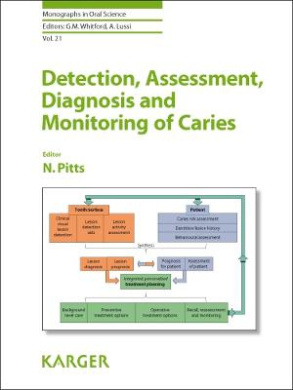 Monographs in Oral Science
Editors: G.M. Whitford, A. Lussi
Vol. 21
Detection, Assessment,
Diagnosis and
Monitoring of Caries
Editor
N. Pitts
Tooth surface
Patient
Clinical
visual
lesion
detection
Lesion
detection
aids
Lesion
activity
assessment
Caries risk assessment
Dental history
Behavioural assessment
Synthesis
Lesion
diagnosis
Lesion
prognosis
Prognosis
for patient
Assessment
of patient
Integrated personalised
treatment planning
Background
level care
Preventive
treatment options
Operative
treatment options
Recall, reassessment
and monitoring
KARGER